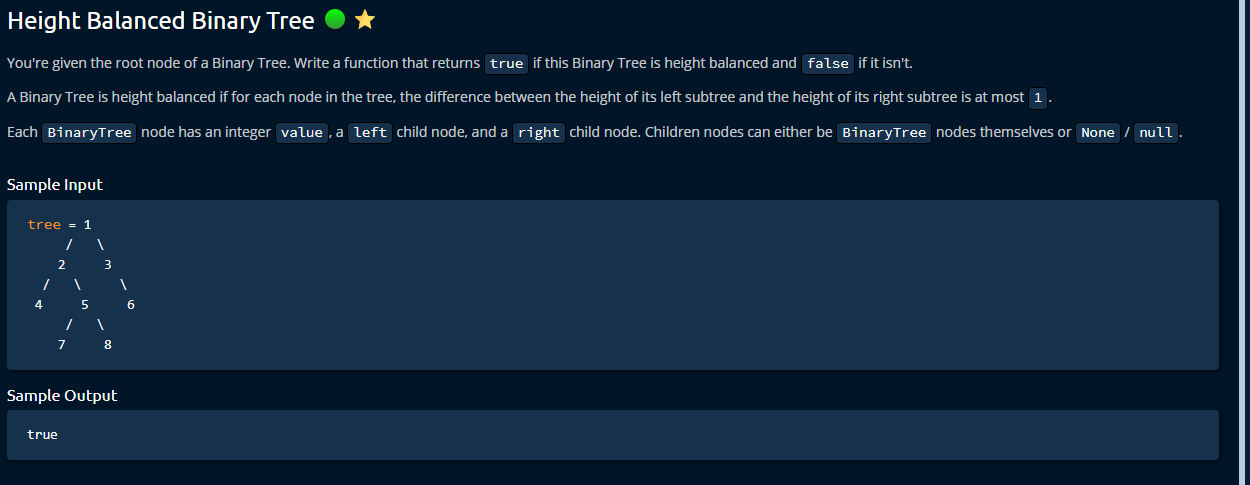 Height Balanced Binary Tree
You're given the root node of a Binary Tree. Write a function that returns true if this Binary Tree is height balanced and false if it isn't.
A Binary Tree is height balanced if for each node in the tree, the difference between the height of its left subtree and the height of its right subtree is at most 1.
Each BinaryTree node has an integer value, a left child node, and a right child node. Children nodes can either be BinaryTree nodes themselves or None / null.
Sample Input
tree = 1
     /   \
    2     3
  /   \     \
 4     5     6
     /   \
    7     8
Sample Output
true